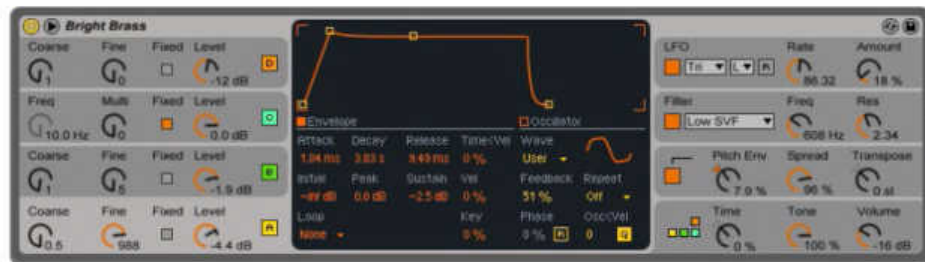 Bright Brass
Coarse Fine Fixed Level
1 0 -12 dB D
Freq Multi Fixed Level
10.0 Hz 0 0.0 dB C
Coarse Fine Fixed Level
1 5 -1.9 dB B
Coarse Fine Fixed Level
0.5 988 -4.4 dB A
Envelope Oscillator
Attack Decay Release Time<Vel Wave
3.83 s 9.49 ms 0 % User
Initial Peak Sustain Vel Feedback Repeat
-inf dB 0.0 dB -2.5 dB 0 % 51 % Off
Loop Key Phase Osc<Vel
None 0 % 0 % R 0 Q
LFO Rate Amount
Tri L R 86.32 18 %
Filter Freq Res
Low SVF 608 Hz 2.34
Pitch Env Spread Transpose
7.9 % 96 % 0 st
Time Tone Volume
0 % 100 % -16 dB